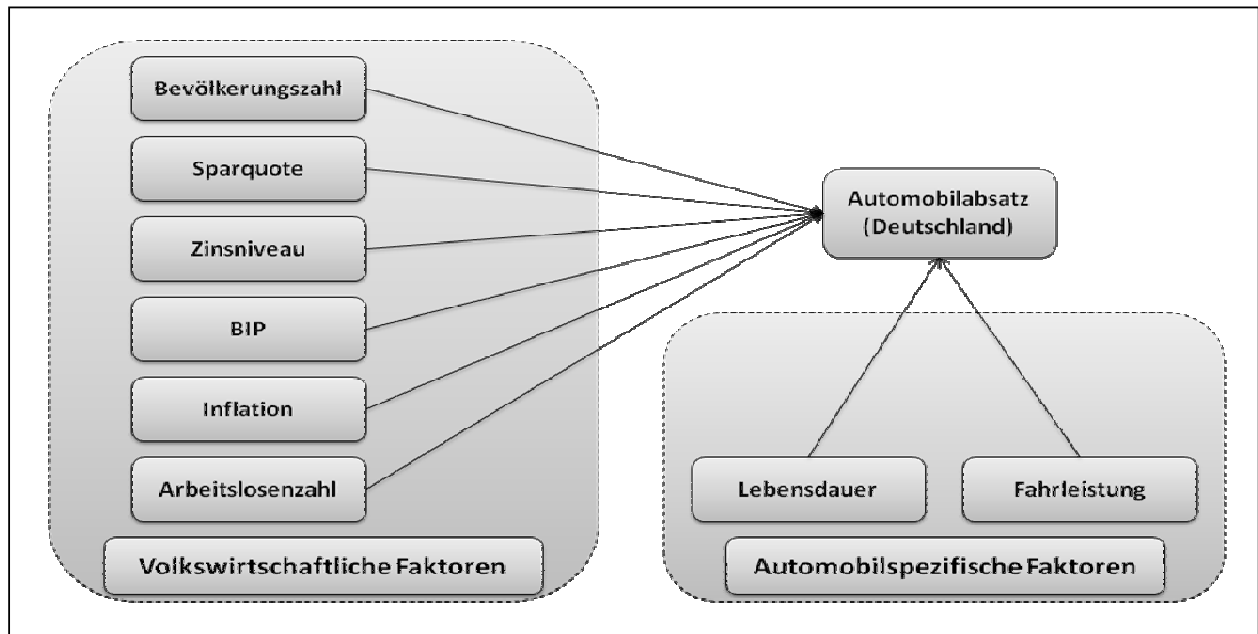 Bevölkerungszahl
Sparquote
Zinsniveau
BIP
Inflation
Arbeitslosenzahl
Volkswirtschaftliche Faktoren
Automobilabsatz
(Deutschland)
Lebensdauer
Fahrleistung
Automobilspezifische Faktoren